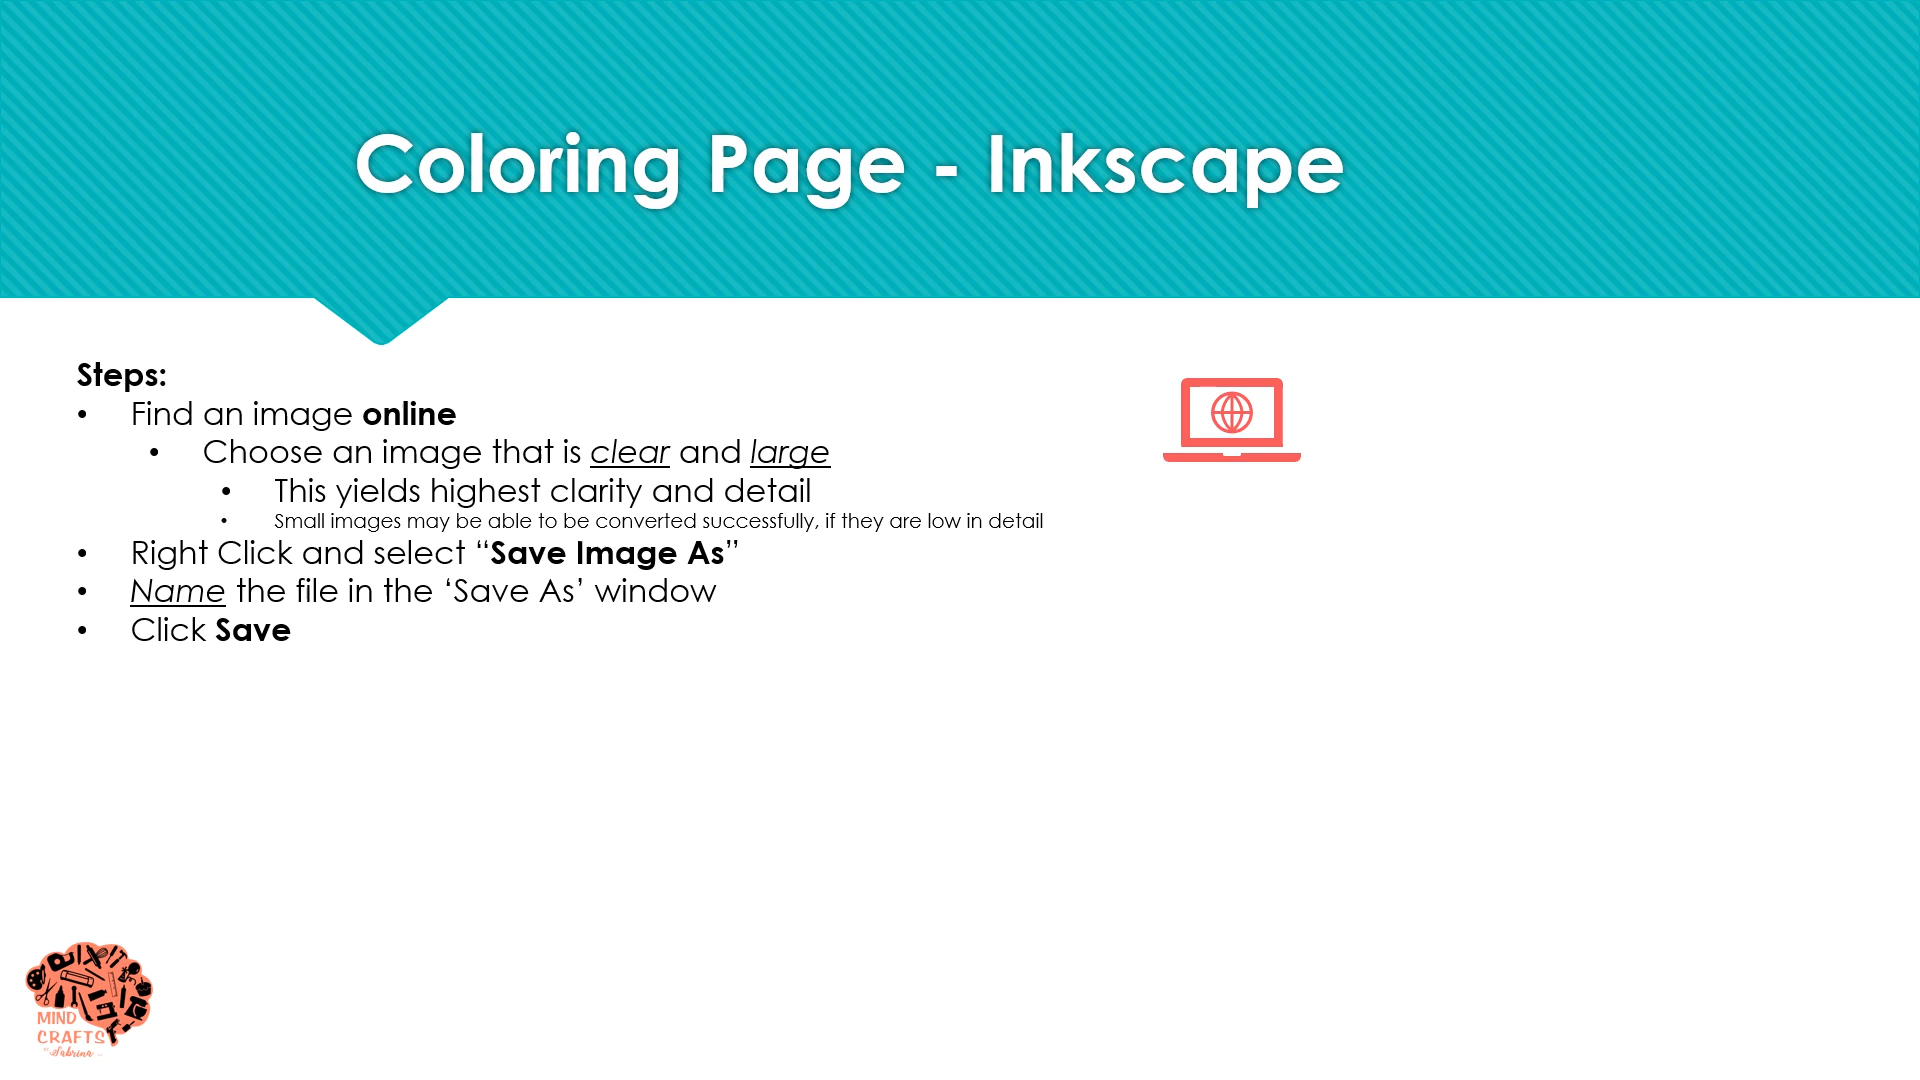 Coloring Page - Inkscape
Steps:
• Find an image online
• Choose an image that is clear and large
• This yields highest clarity and detail
• Small images may be able to be converted successfully, if they are low in detail
• Right Click and select “Save Image As”
• Name the file in the ‘Save As’ window
• Click Save
MIND
CRAFTS
Sabrina